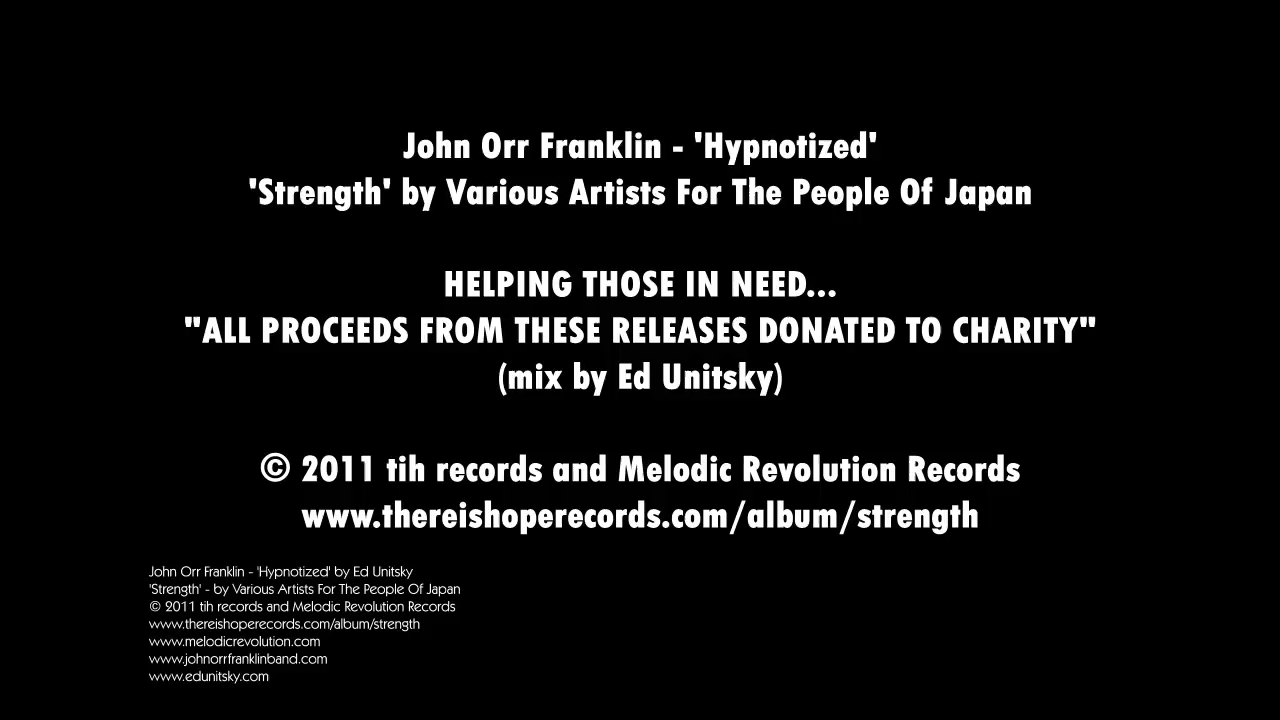 John Orr Franklin - 'Hypnotized'
'Strength' by Various Artists For The People Of Japan
HELPING THOSE IN NEED...
"ALL PROCEEDS FROM THESE RELEASES DONATED TO CHARITY"
(mix by Ed Unitsky)
© 2011 tih records and Melodic Revolution Records
www.thereishoperecords.com/album/strength
John Orr Franklin - 'Hypnotized' by Ed Unitsky
'Strength' - by Various Artists For The People Of Japan
© 2011 tih records and Melodic Revolution Records
www.thereishoperecords.com/album/strength
www.melodicrevolution.com
www.johnorrfranklinband.com
www.edunitsky.com